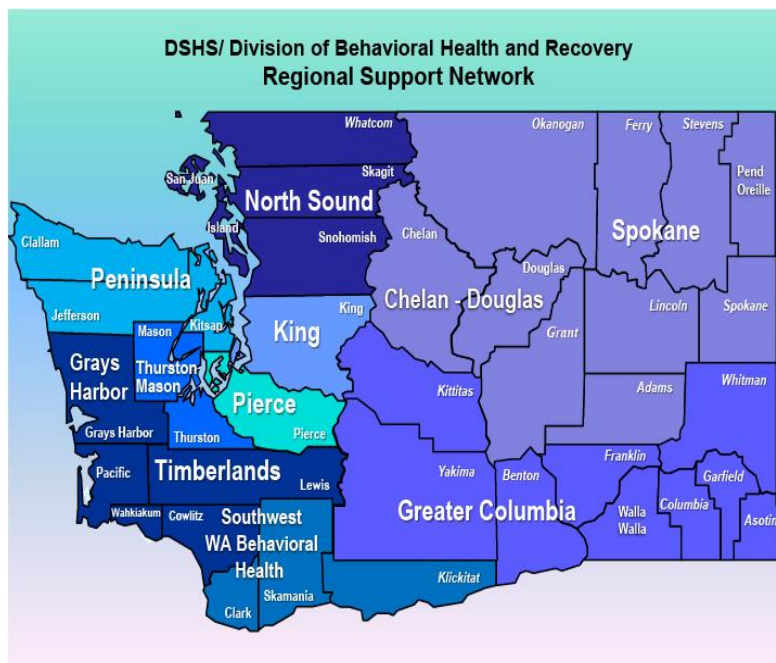 DSHS/ Division of Behavioral Health and Recovery
Regional Support Network
Whatcom
Okanogan
Ferry
Stevens
Pend
Oreille
Skagit
San Juan
North Sound
Island
Snohomish
Chelan
Spokane
Clallam
Peninsula
Douglas
Chelan - Douglas
Jefferson
Kitsap
King
King
Lincoln
Spokane
Mason
Grant
Grays
Harbor
Thurston
Mason
Pierce
Kittitas
Adams
Whitman
Grays Harbor
Thurston
Pierce
Pacific
Timberlands
Lewis
Yakima
Benton
Franklin
Garfield
Wahkiakum
Cowlitz
Southwest
WA Behavioral
Health
Greater Columbia
Walla
Walla
Columbia
Asotin
Clark
Skamania
Klickitat